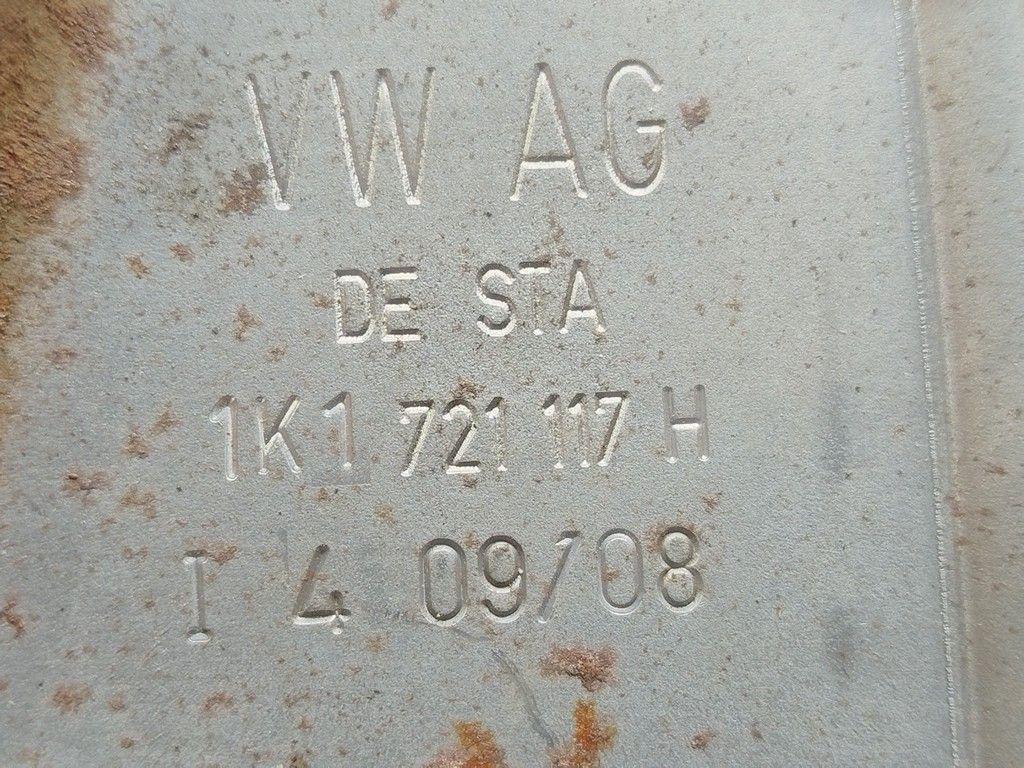 VW AG
DE STA
1K1 721 117 H
I 4 09/08